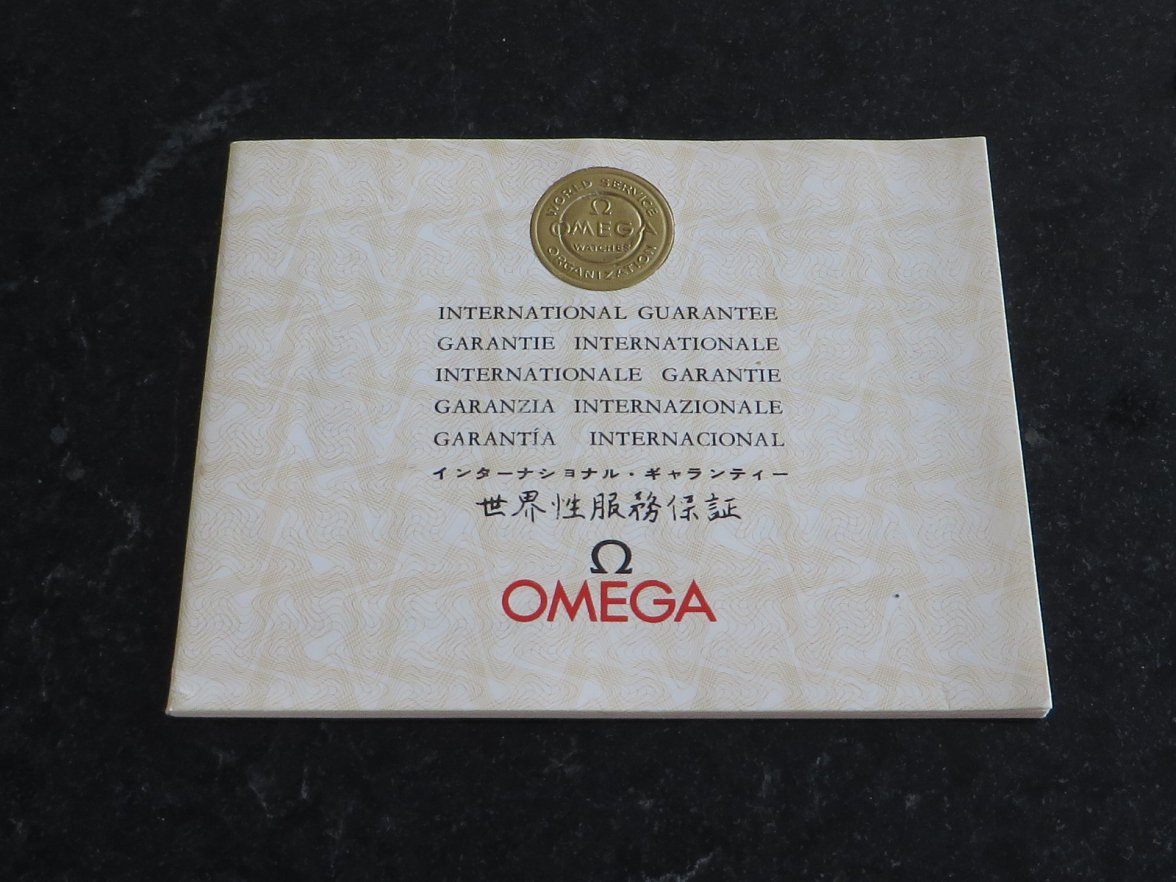 WORLD SERVICE
Ω
OMEGA
WATCHES
ORGANIZATION
INTERNATIONAL GUARANTEE
GARANTIE INTERNATIONALE
INTERNATIONALE GARANTIE
GARANZIA INTERNAZIONALE
GARANTÍA INTERNACIONAL
インターナショナル・ギャランティー
世界性服務保証
Ω
OMEGA